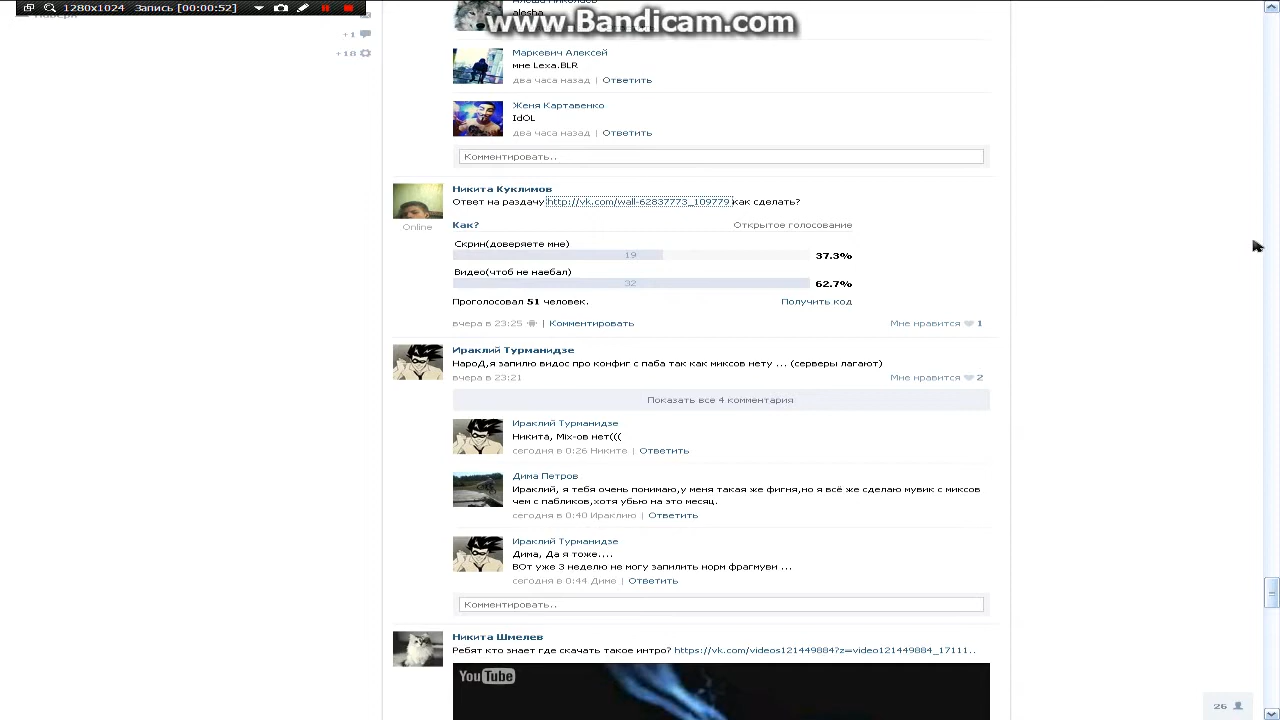 1280x1024 Запись [00:00:52]
www.Bandicam.com
+1
+18
alosha
Маркевич Алексей
мне Lexa.BLR
два часа назад | Ответить
Женя Картавенко
IdOL
два часа назад | Ответить
Комментировать..
Никита Куклимов
Ответ на раздачу http://vk.com/wall-62837773_109779 как сделать?
Online
Как? Открытое голосование
Скрин(доверяете мне)
19 37.3%
Видео(чтоб не наебал)
32 62.7%
Проголосовал 51 человек. Получить код
вчера в 23:25 | Комментировать Мне нравится 1
Ираклий Турманидзе
НароД,я запилю видос про конфиг с паба так как миксов нету ... (серверы лагают)
вчера в 23:21 Мне нравится 2
Показать все 4 комментария
Ираклий Турманидзе
Никита, Mix-ов нет(((
сегодня в 0:26 Никите | Ответить
Дима Петров
Ираклий, я тебя очень понимаю,у меня такая же фигня,но я всё же сделаю мувик с миксов
чем с пабликов,хотя убью на это месяц.
сегодня в 0:40 Ираклию | Ответить
Ираклий Турманидзе
Дима, Да я тоже....
ВОт уже 3 неделю не могу запилить норм фрагмуви ...
сегодня в 0:44 Диме | Ответить
Комментировать..
Никита Шмелев
Ребят кто знает где скачать такое интро? https://vk.com/videos121449884?z=video121449884_17111..
YouTube
26